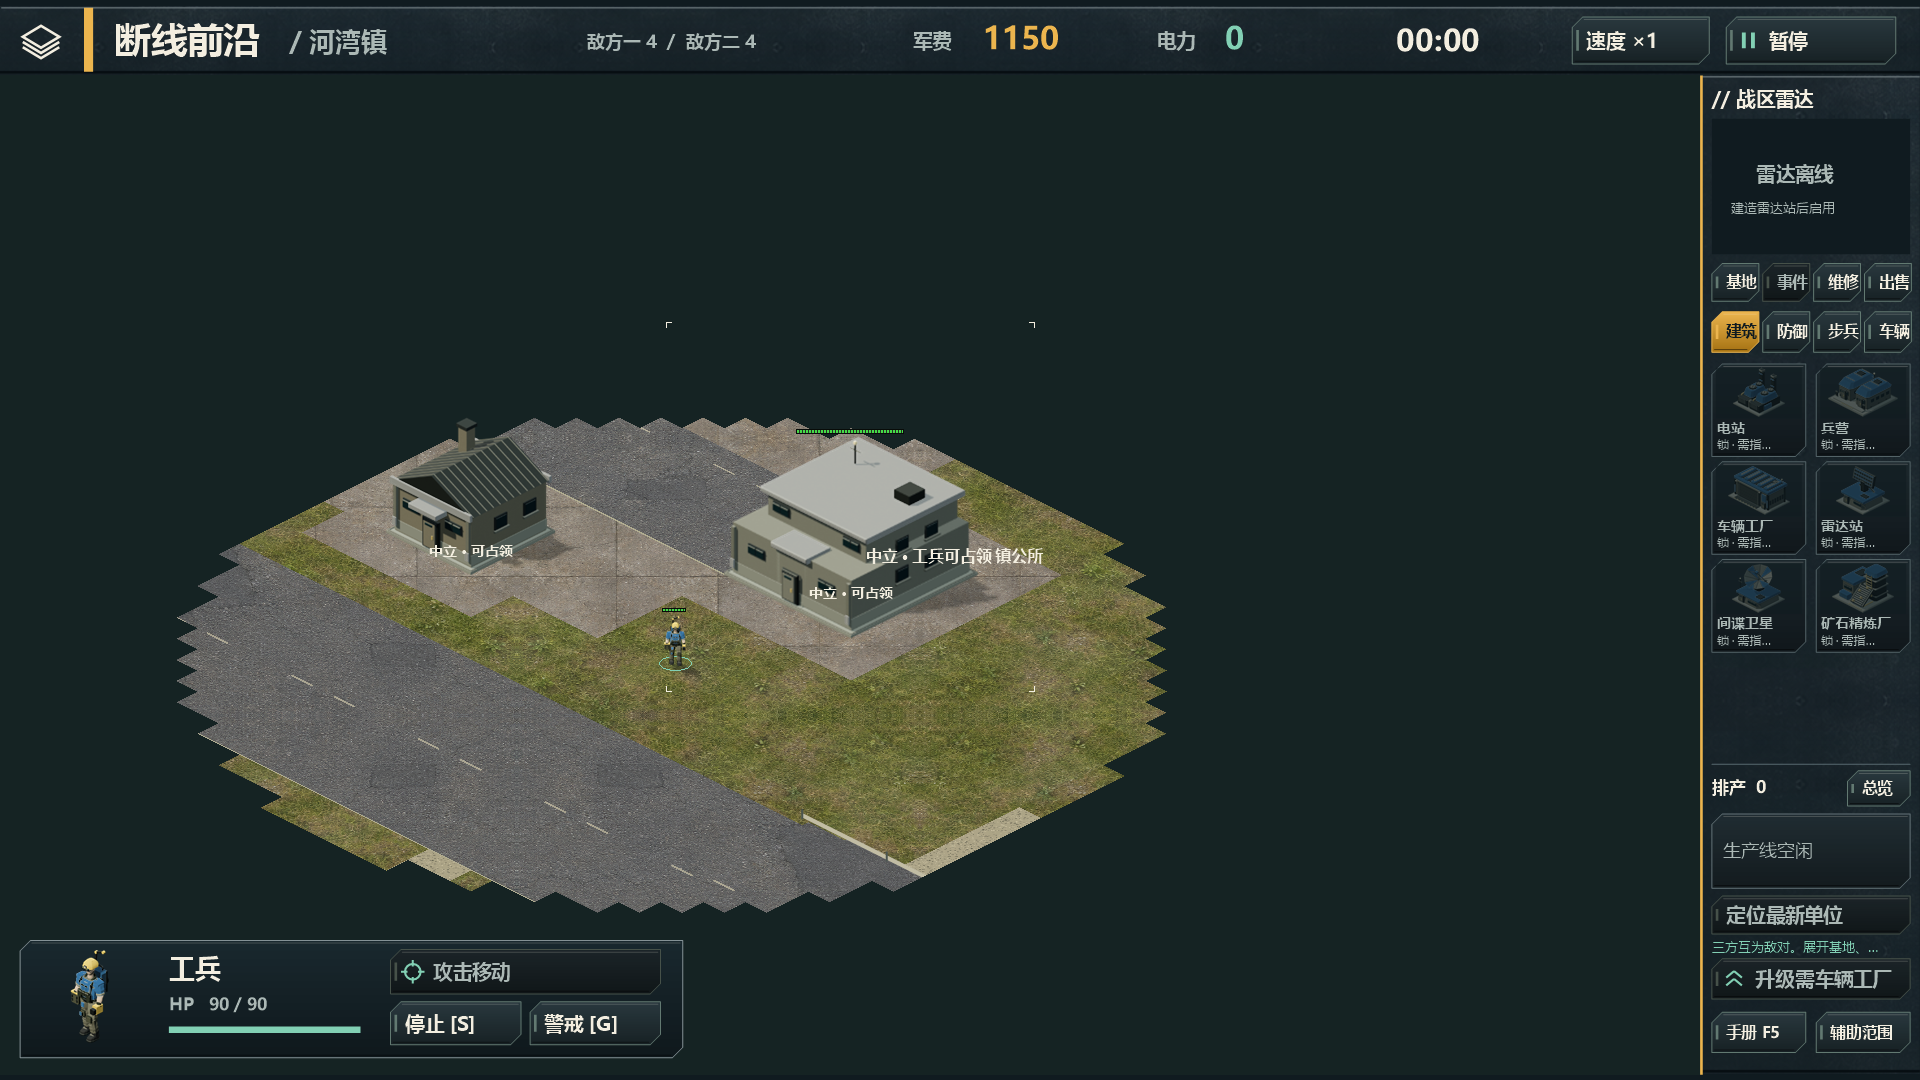 断线前沿 / 河湾镇
敌方一 4 / 敌方二 4
军费 1150
电力 0
00:00
速度 ×1
暂停
// 战区雷达
雷达离线
建造雷达站后启用
基地 事件 维修 出售
建筑 防御 步兵 车辆
电站
锁·需指...
兵营
锁·需指...
车辆工厂
锁·需指...
雷达站
锁·需指...
间谍卫星
锁·需指...
矿石精炼厂
锁·需指...
中立·可占领
中立·工兵可占领 镇公所
中立·可占领
排产 0
总览
生产线空闲
定位最新单位
三方互为敌对。展开基地、...
升级需车辆工厂
手册 F5
辅助范围
工兵
HP 90 / 90
攻击移动
停止 [S]
警戒 [G]